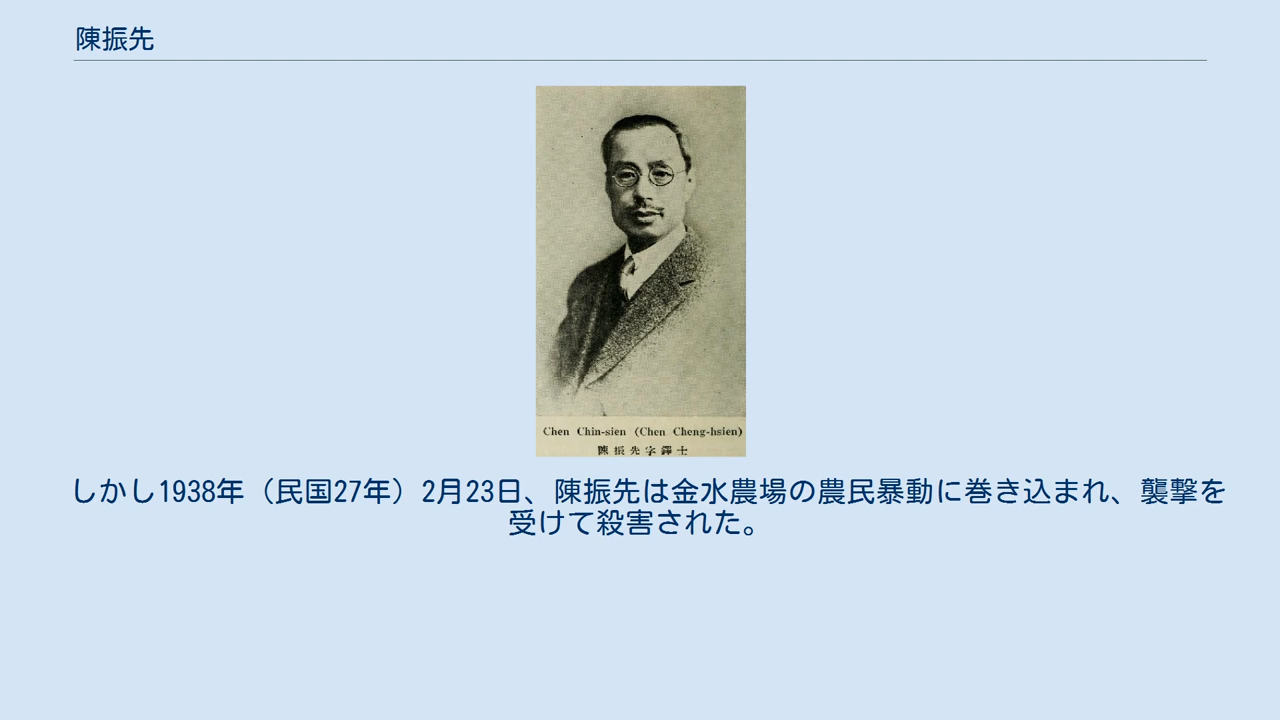 陳振先
Chen Chin-sien (Chen Cheng-hsien)
陳振先字鐸士
しかし1938年（民国27年）2月23日、陳振先は金水農場の農民暴動に巻き込まれ、襲撃を
受けて殺害された。